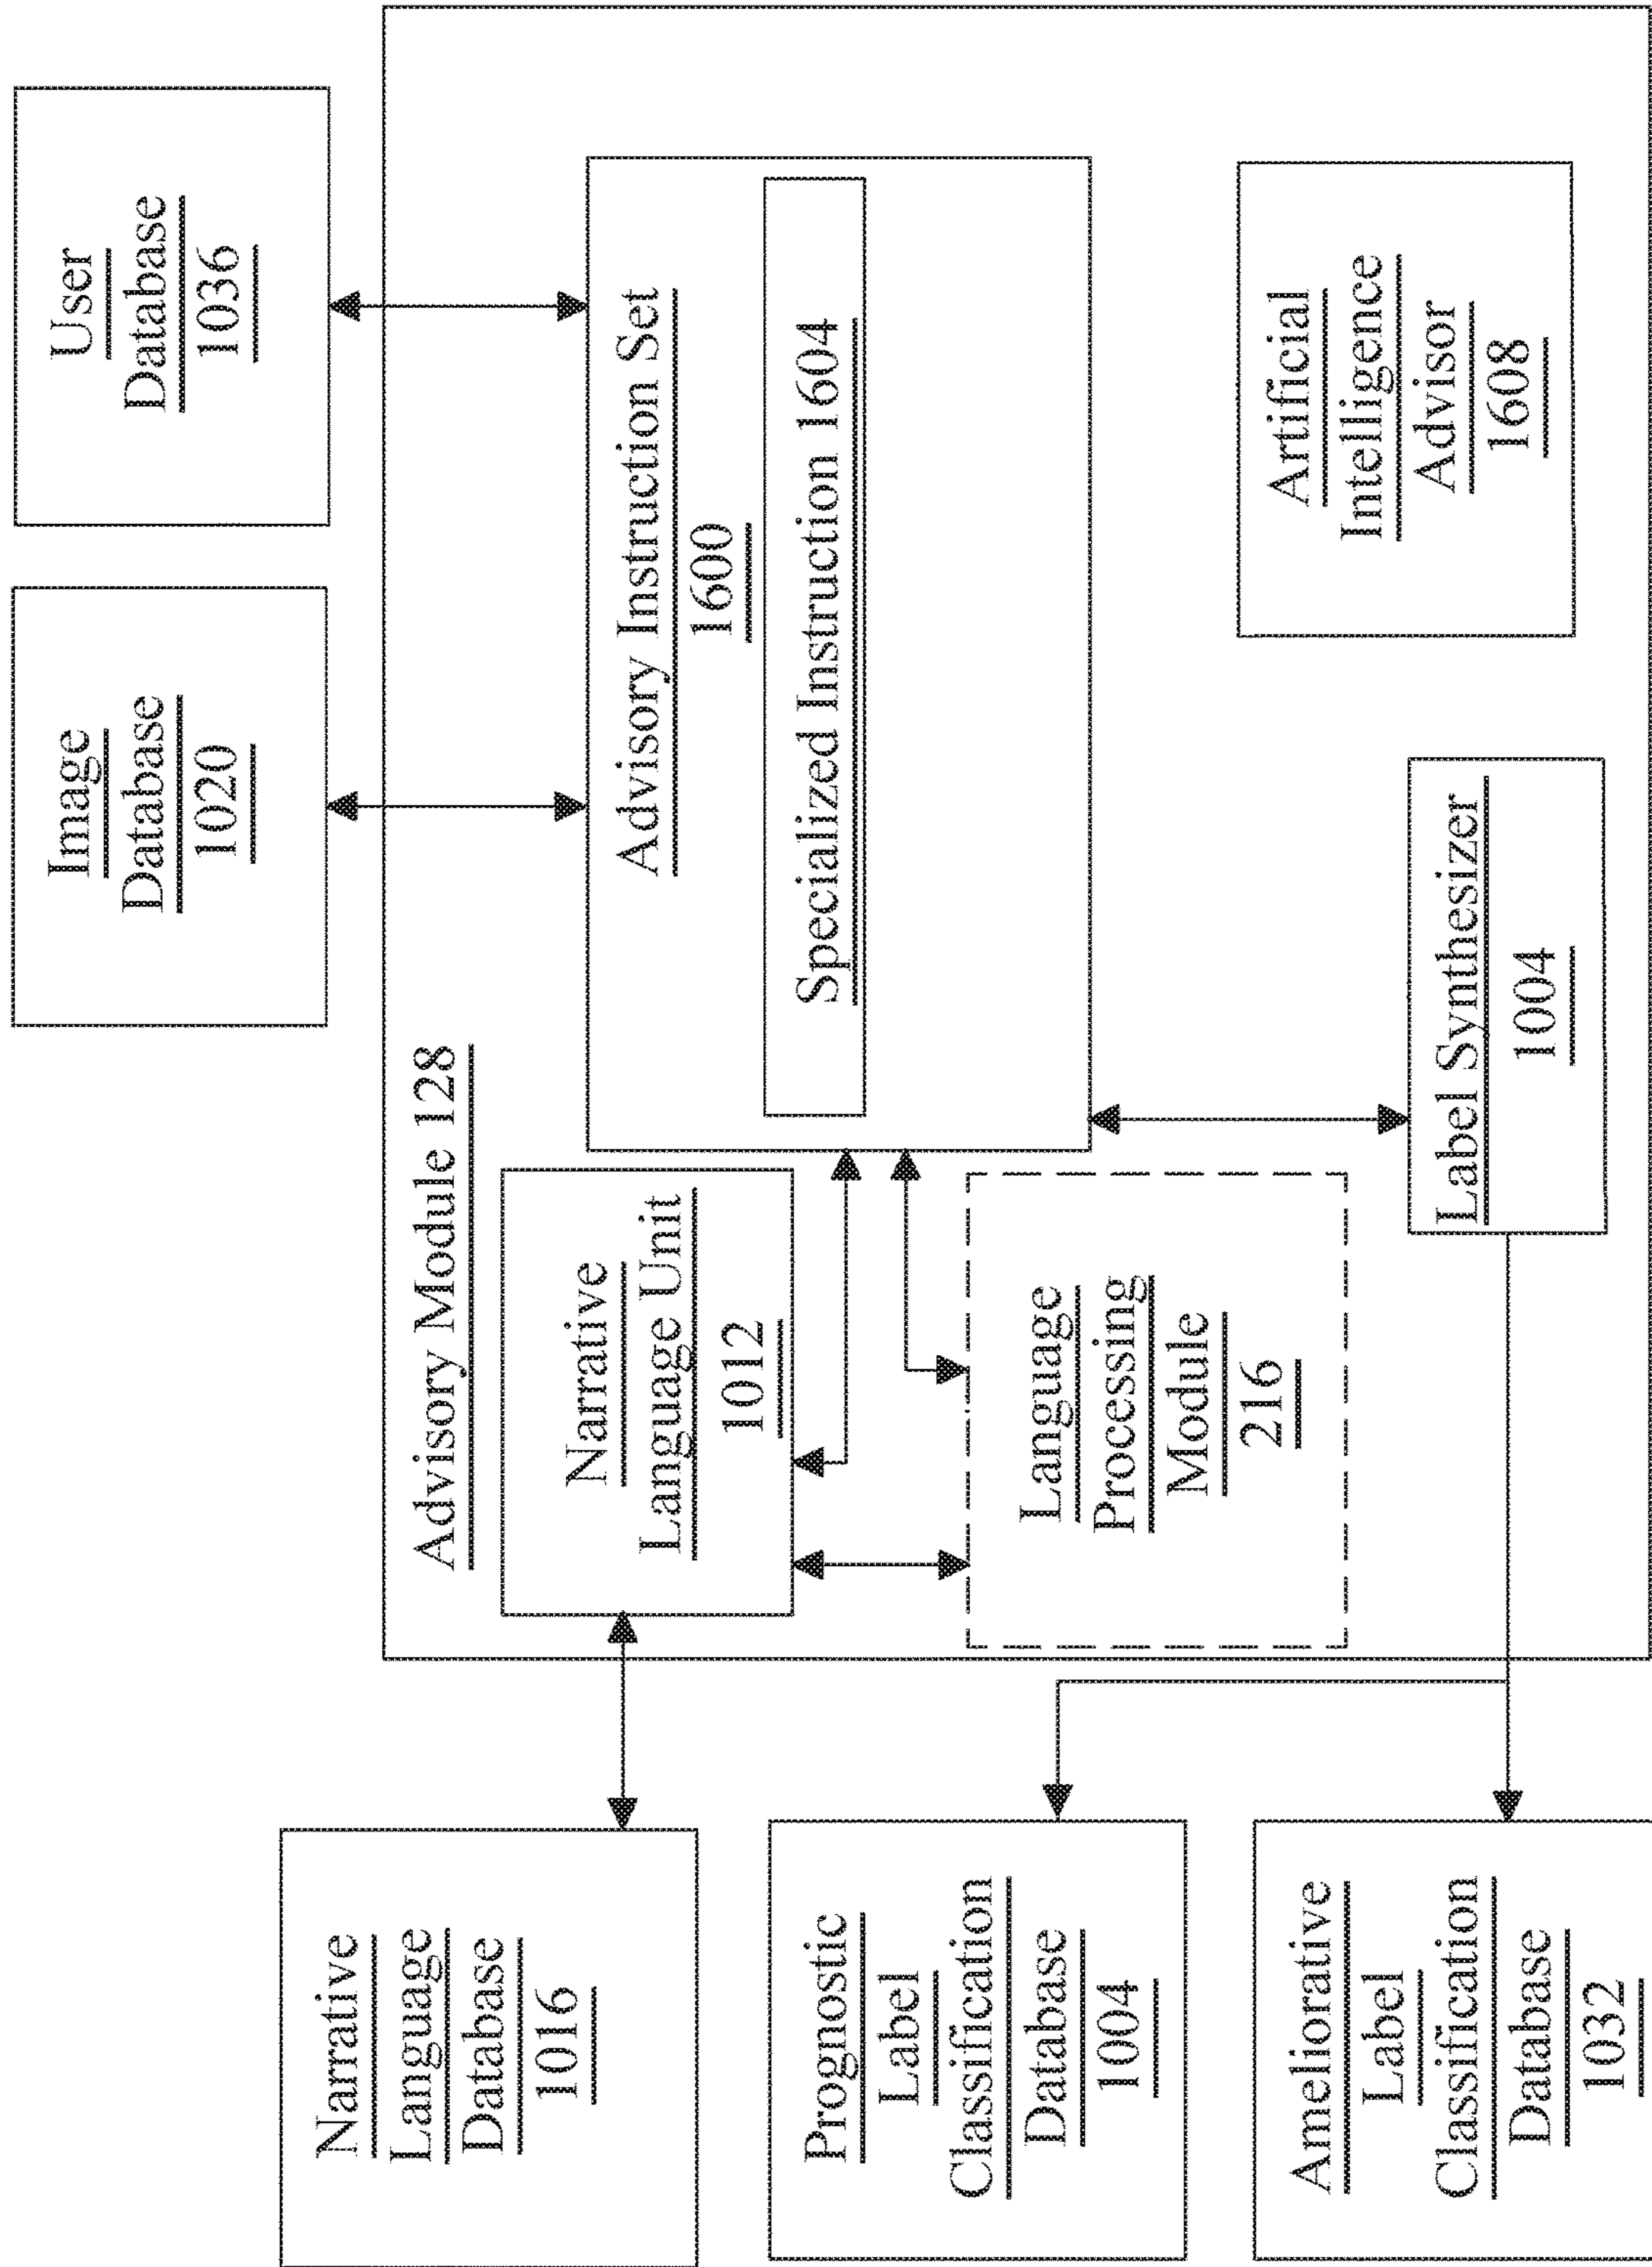 Image
Database
1020
User
Database
1036
Advisory Module 128
Narrative
Language Database
1016
Narrative
Language Unit
1012
Advisory Instruction Set
1600
Specialized Instruction 1604
Prognostic
Label
Classification
Database
1004
Language
Processing
Module
216
Artificial
Intelligence
Advisor
1608
Ameliorative
Label
Classification
Database
1032
Label Synthesizer
1004